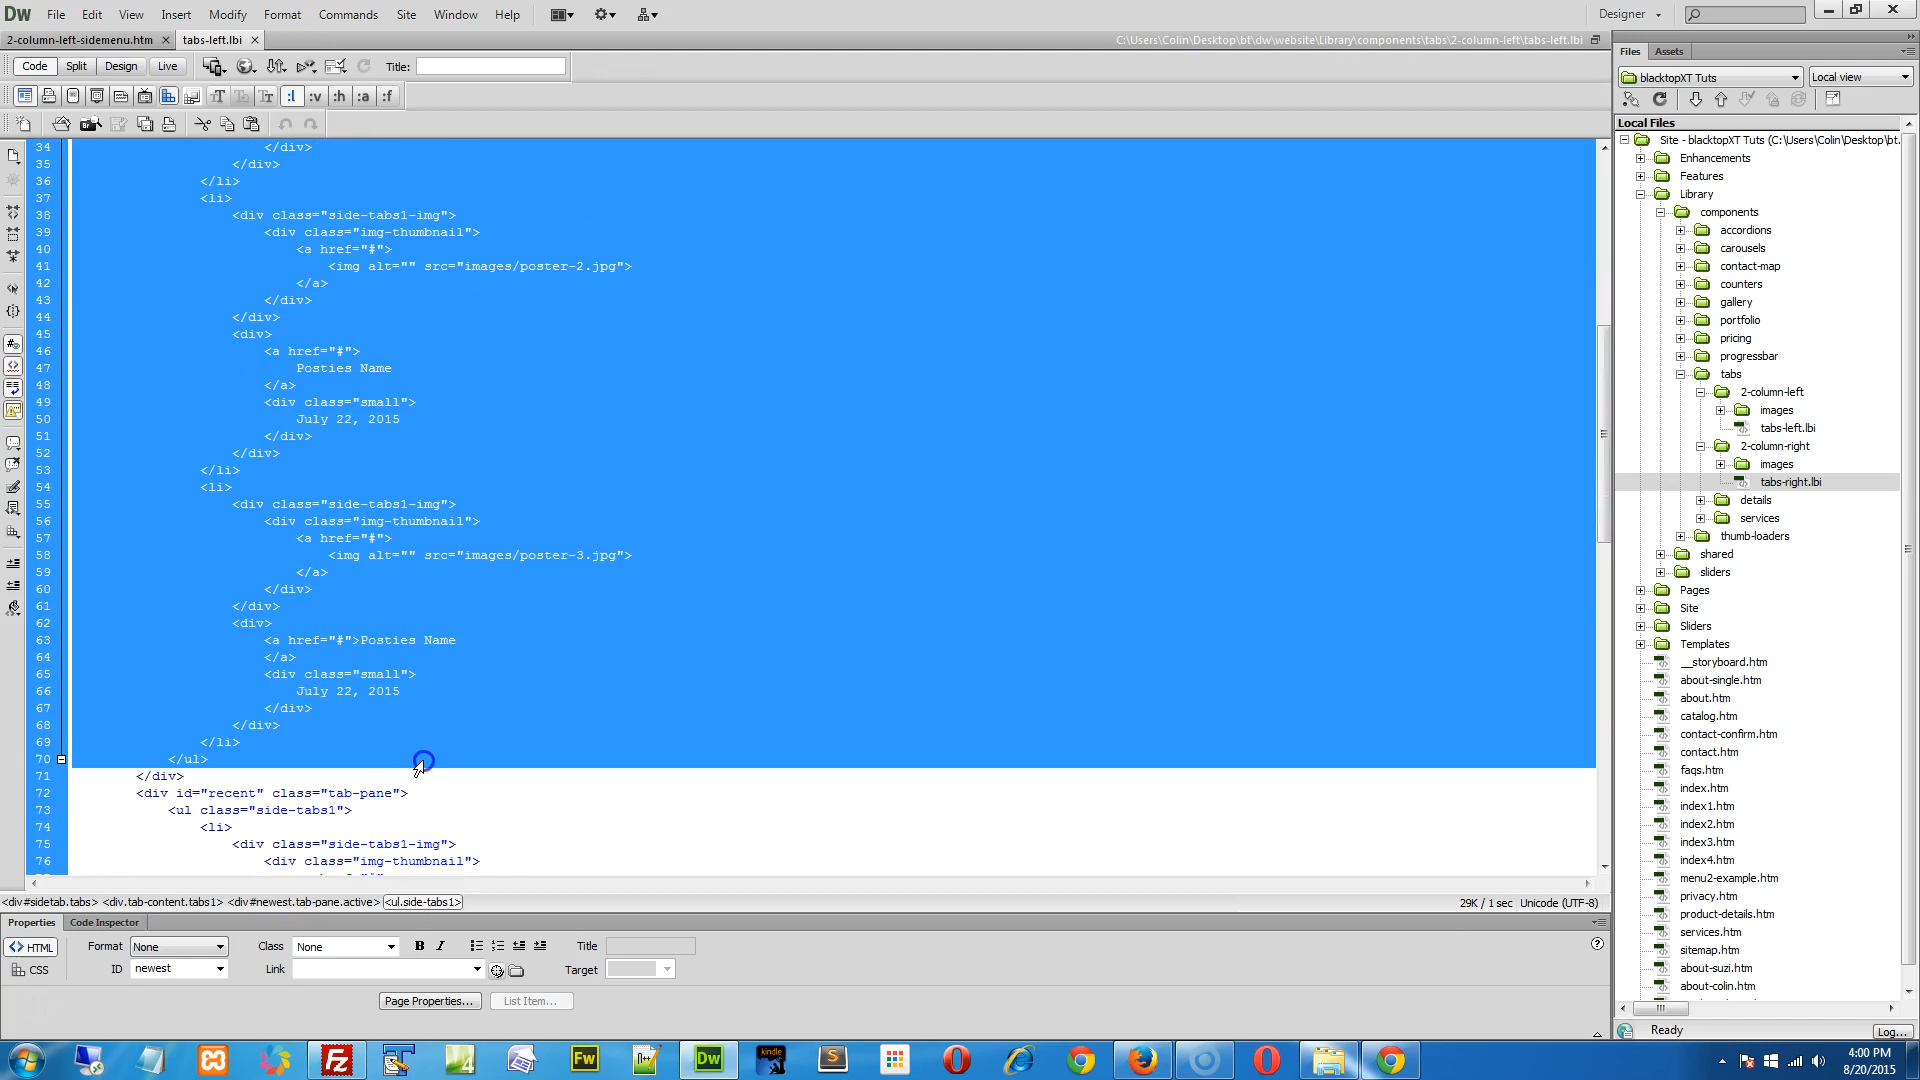 Dw File Edit View Insert Modify Format Commands Site Window Help Designer
2-column-left-sidemenu.htm tabs-left.lbi C:\Users\Colin\Desktop\bt\dw\website\Library\components\tabs\2-column-left\tabs-left.lbi
Code Split Design Live Title:
:l :v :h :a :f
34 </div>
35 </div>
36 </li>
37 <li>
38 <div class="side-tabs1-img">
39 <div class="img-thumbnail">
40 <a href="#">
41 <img alt="" src="images/poster-2.jpg">
42 </a>
43 </div>
44 </div>
45 <div>
46 <a href="#">
47 Posties Name
48 </a>
49 <div class="small">
50 July 22, 2015
51 </div>
52 </div>
53 </li>
54 <li>
55 <div class="side-tabs1-img">
56 <div class="img-thumbnail">
57 <a href="#">
58 <img alt="" src="images/poster-3.jpg">
59 </a>
60 </div>
61 </div>
62 <div>
63 <a href="#">Posties Name
64 </a>
65 <div class="small">
66 July 22, 2015
67 </div>
68 </div>
69 </li>
70 </ul>
71 </div>
72 <div id="recent" class="tab-pane">
73 <ul class="side-tabs1">
74 <li>
75 <div class="side-tabs1-img">
76 <div class="img-thumbnail">
<div#sidetab.tabs> <div.tab-content.tabs1> <div#newest.tab-pane.active> <ul.side-tabs1> 29K / 1 sec Unicode (UTF-8)
Properties Code Inspector
<> HTML Format None Class None B I Title
CSS ID newest Link Target
Page Properties... List Item...
Files Assets
blacktopXT Tuts Local view
Local Files
Site - blacktopXT Tuts (C:\Users\Colin\Desktop\bt.
Enhancements
Features
Library
components
accordions
carousels
contact-map
counters
gallery
portfolio
pricing
progressbar
tabs
2-column-left
images
tabs-left.lbi
2-column-right
images
tabs-right.lbi
details
services
thumb-loaders
shared
sliders
Pages
Site
Sliders
Templates
__storyboard.htm
about-single.htm
about.htm
catalog.htm
contact-confirm.htm
contact.htm
faqs.htm
index.htm
index1.htm
index2.htm
index3.htm
index4.htm
menu2-example.htm
privacy.htm
product-details.htm
services.htm
sitemap.htm
about-suzi.htm
about-colin.htm
Ready Log...
Fz Fw Dw kindle S
4:00 PM
8/20/2015